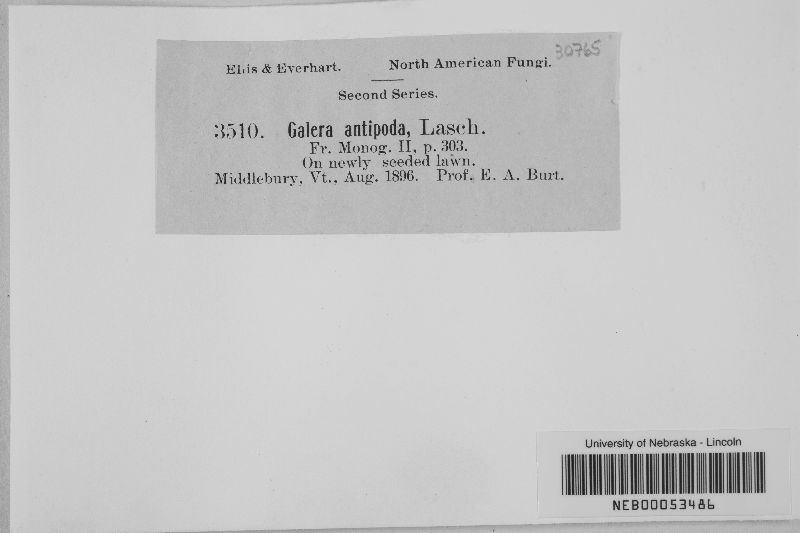 30765
Ellis & Everhart. North American Fungi.
Second Series.
3510. Galera antipoda, Lasch.
Fr. Monog. II, p. 303.
On newly seeded lawn.
Middlebury, Vt., Aug. 1896. Prof. E. A. Burt.
University of Nebraska - Lincoln
NEB00053486